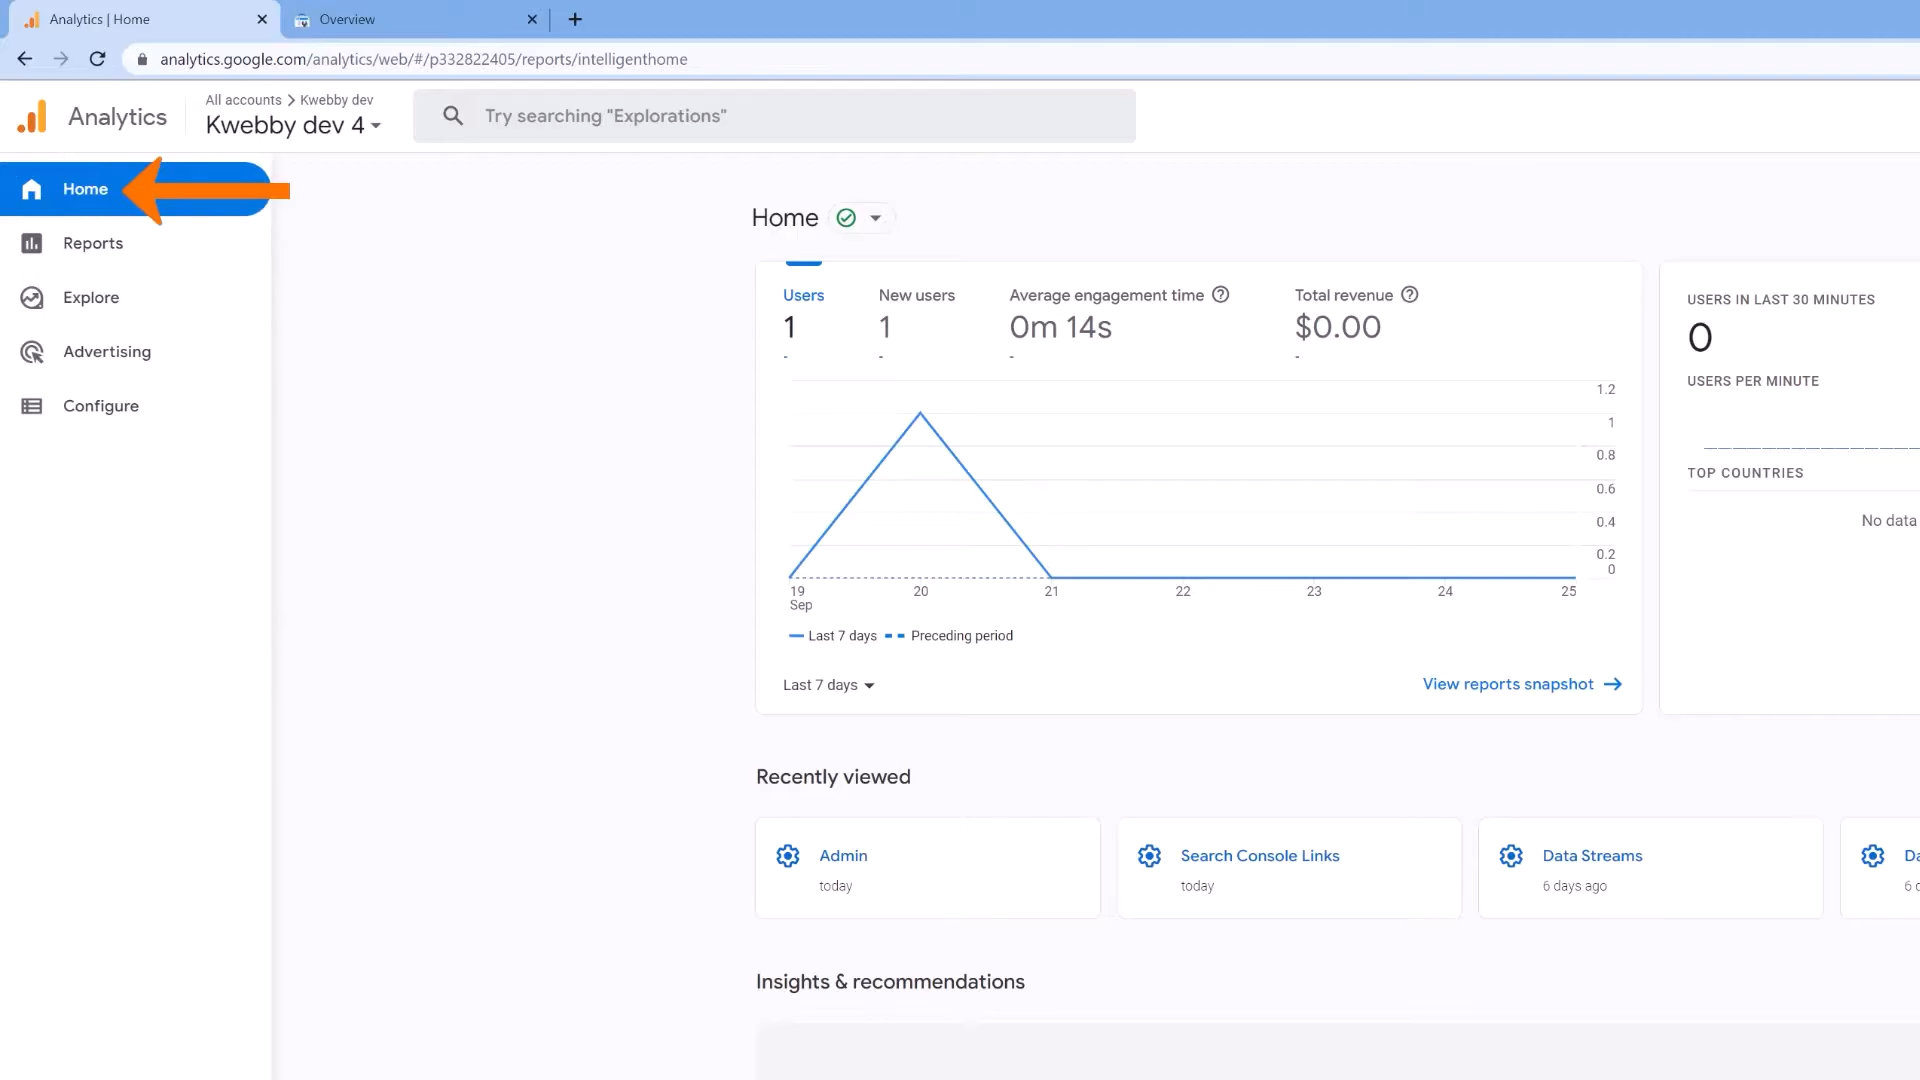 Analytics | Home
Overview
analytics.google.com/analytics/web/#/p332822405/reports/intelligenthome
Analytics
All accounts > Kwebby dev
Kwebby dev 4
Try searching "Explorations"
Home
Reports
Explore
Advertising
Configure
Home
Users
1
-
New users
1
-
Average engagement time
0m 14s
-
Total revenue
$0.00
-
1.2
1
0.8
0.6
0.4
0.2
0
19
Sep
20
21
22
23
24
25
Last 7 days
Preceding period
Last 7 days
View reports snapshot
USERS IN LAST 30 MINUTES
0
USERS PER MINUTE
TOP COUNTRIES
No data
Recently viewed
Admin
today
Search Console Links
today
Data Streams
6 days ago
Insights & recommendations